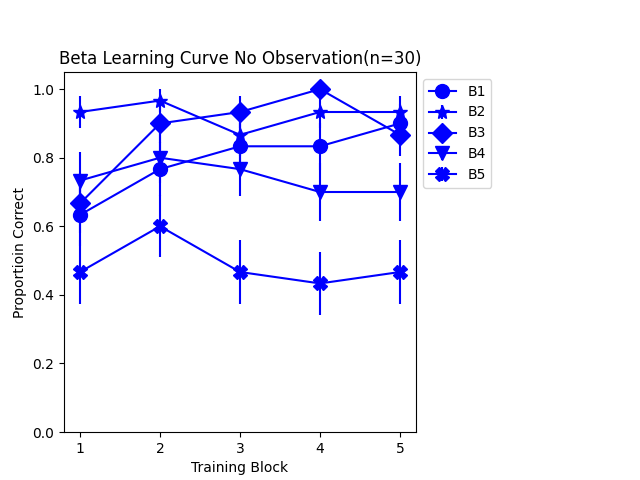 Beta Learning Curve No Observation(n=30)
1.0
0.8
0.6
0.4
0.2
0.0
Proportioin Correct
1 2 3 4 5
Training Block
B1
B2
B3
B4
B5